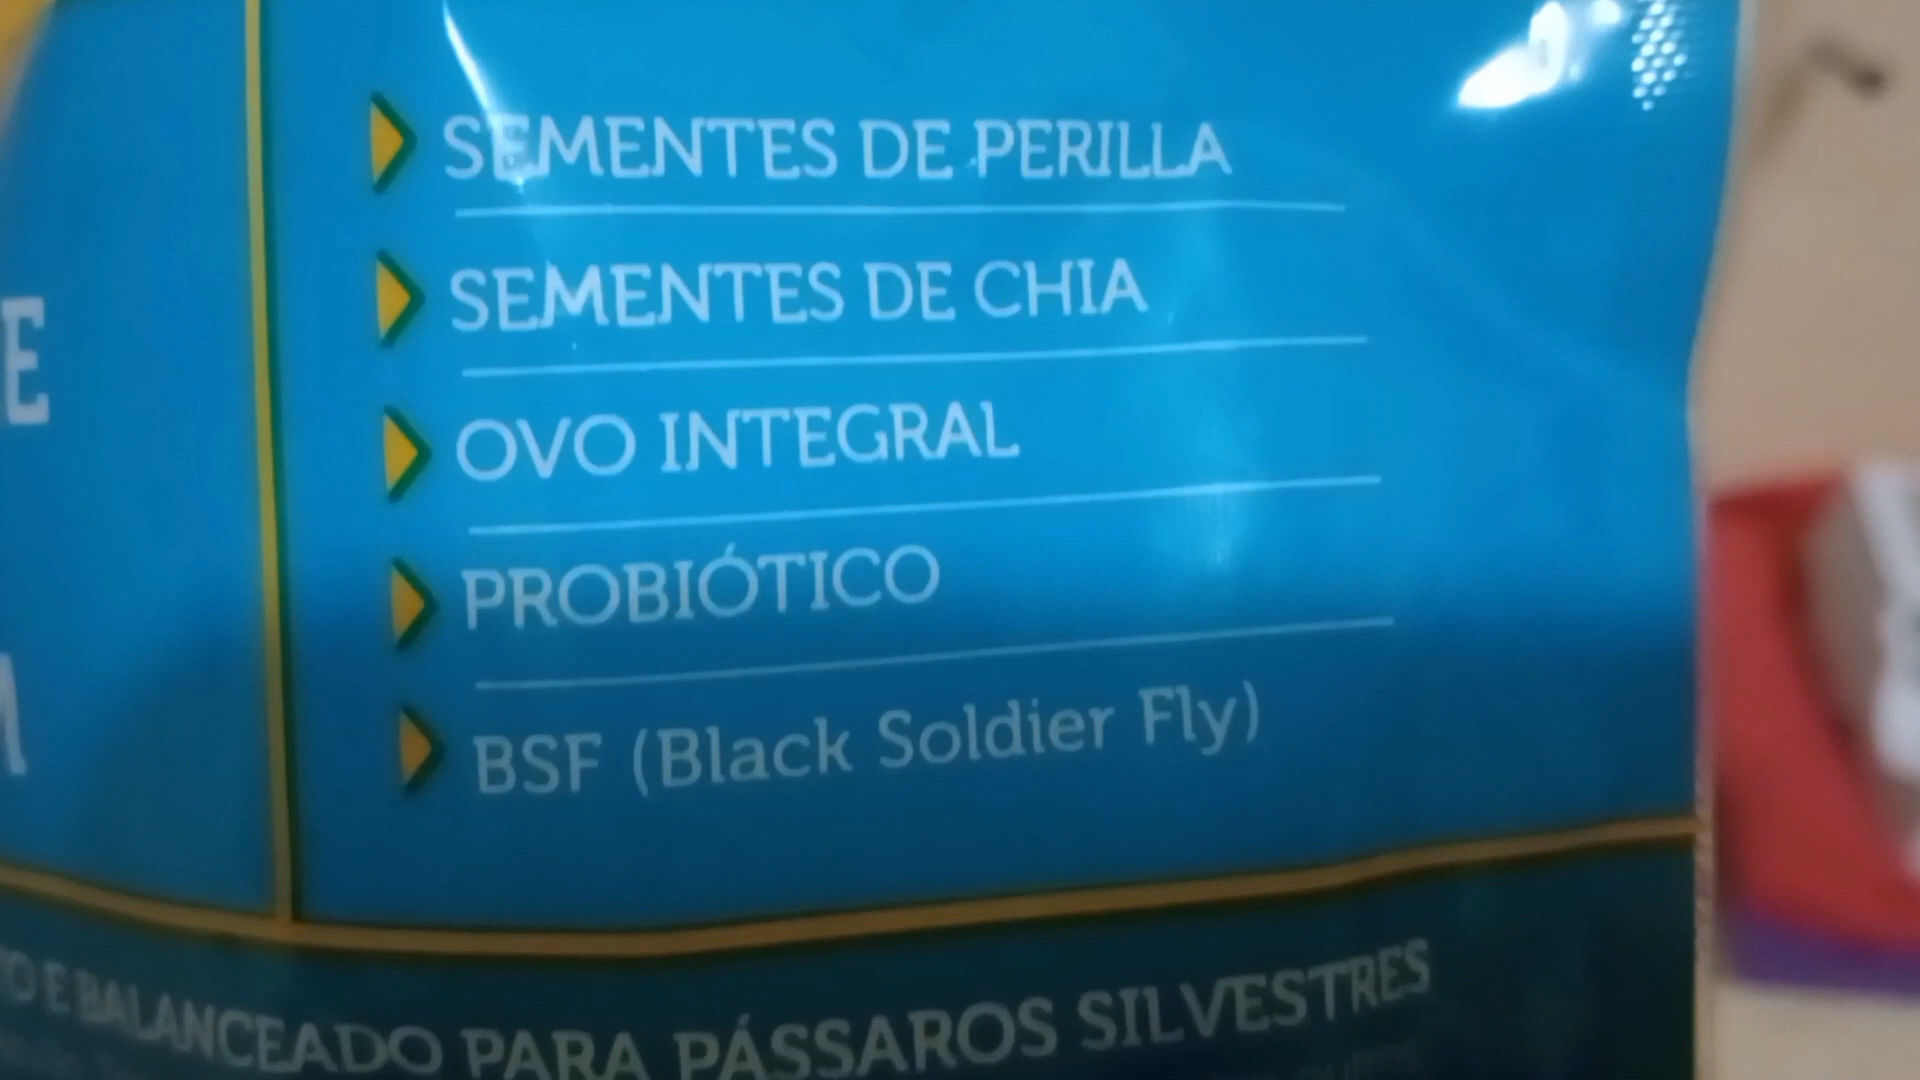 SEMENTES DE PERILLA
SEMENTES DE CHIA
OVO INTEGRAL
PROBIÓTICO
BSF (Black Soldier Fly)
E BALANCEADO PARA PÁSSAROS SILVESTRES